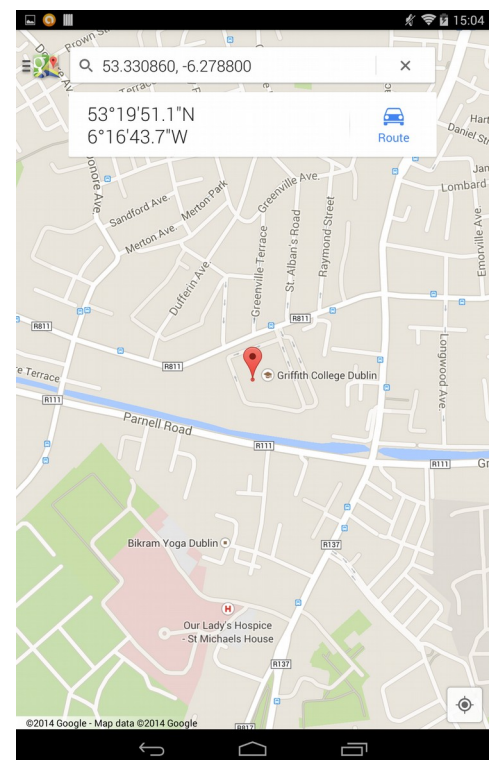 15:04
Brown St
53.330860, -6.278800
53°19'51.1"N
6°16'43.7"W
Route
Daniel St
Lombard
Donore Ave.
Sandford Ave.
Merton Park
Merton Ave.
Greenville Ave.
Dufferin Ave.
Greenville Terrace
St. Alban's Road
Raymond Street
Emorville Ave.
R811
R811
R811
Longwood Ave.
Griffith College Dublin
Terrace
R111
Parnell Road
R111
R111
Bikram Yoga Dublin
R137
H
Our Lady's Hospice
- St Michaels House
R137
©2014 Google - Map data ©2014 Google
R817